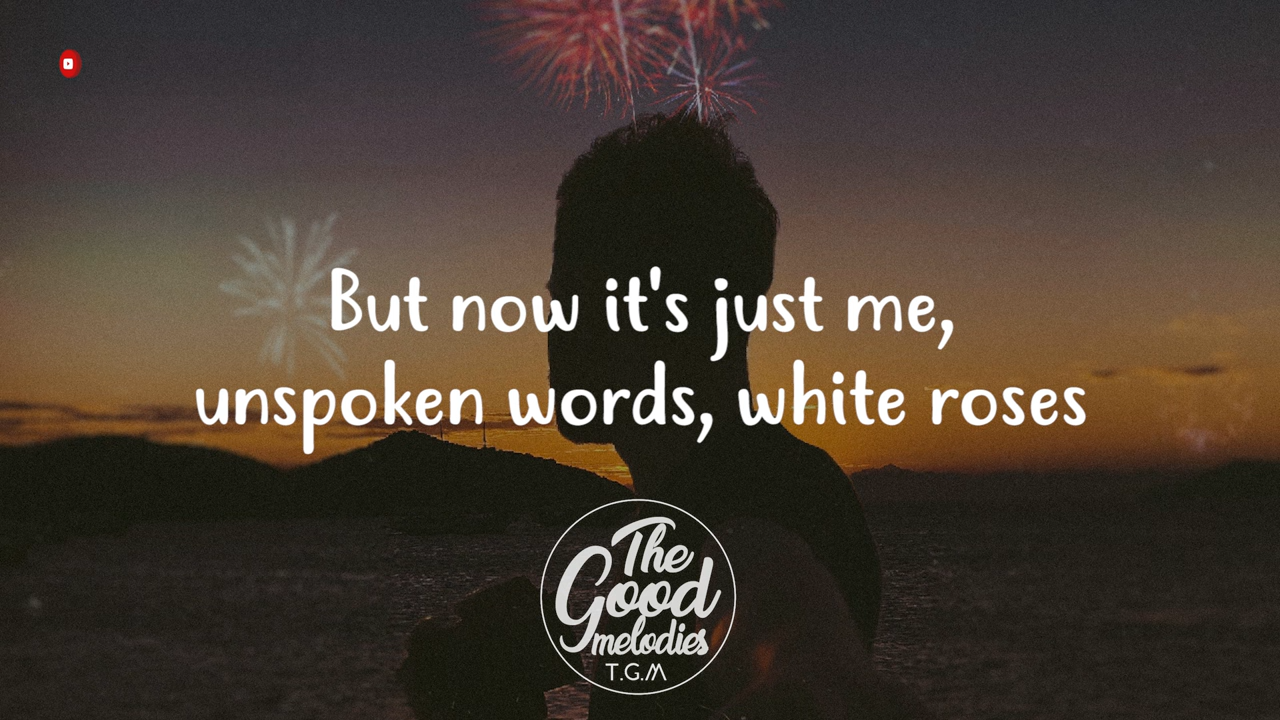 But now it's just me,
unspoken words, white roses
The
Good
melodies
T.G.M